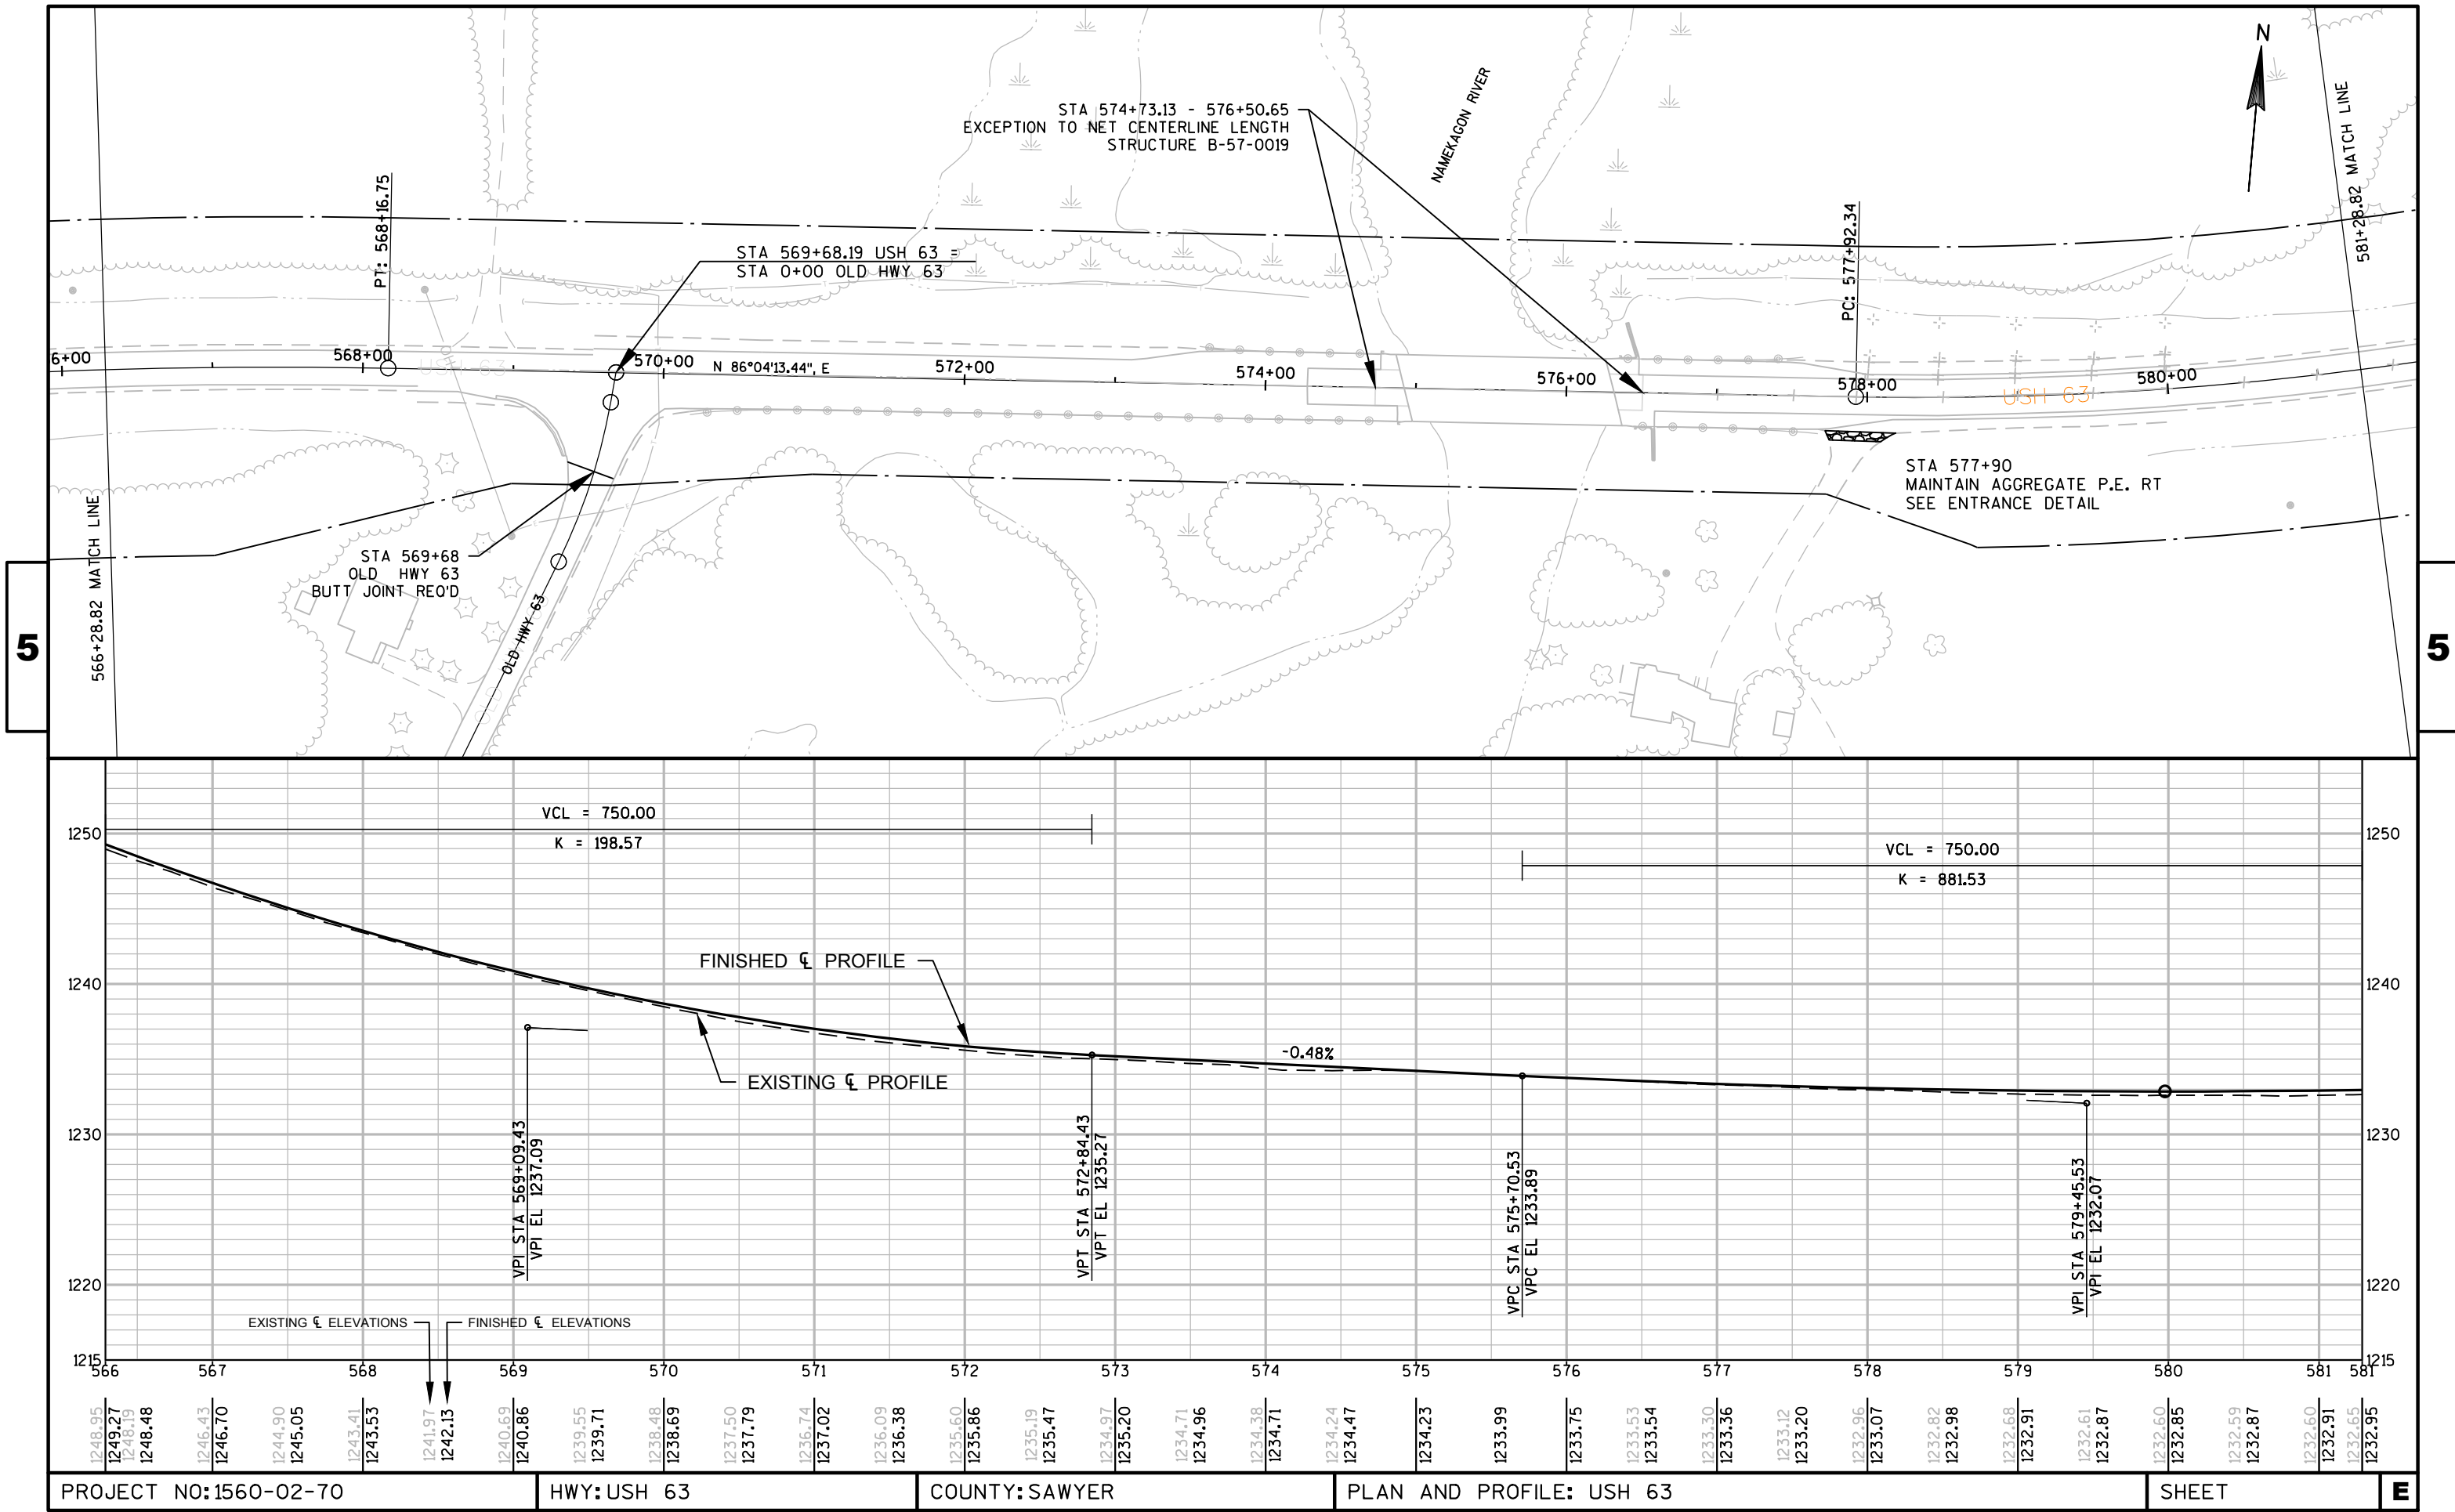 N
STA 574+73.13 - 576+50.65
EXCEPTION TO NET CENTERLINE LENGTH
STRUCTURE B-57-0019
NAMEKAGON RIVER
581+28.82 MATCH LINE
PT: 568+16.75
STA 569+68.19 USH 63 =
STA 0+00 OLD HWY 63
PC: 577+92.34
6+00
568+00
USH 63
570+00
N 86°04'13.44", E
572+00
574+00
576+00
578+00
USH 63
580+00
STA 577+90
MAINTAIN AGGREGATE P.E. RT
SEE ENTRANCE DETAIL
566+28.82 MATCH LINE
STA 569+68
OLD HWY 63
BUTT JOINT REQ'D
OLD HWY 63
5
5
VCL = 750.00
K = 198.57
VCL = 750.00
K = 881.53
1250
1250
FINISHED ℄ PROFILE
1240
1240
-0.48%
EXISTING ℄ PROFILE
1230
1230
VPI STA 569+09.43
VPI EL 1237.09
VPT STA 572+84.43
VPT EL 1235.27
VPC STA 575+70.53
VPC EL 1233.89
VPI STA 579+45.53
VPI EL 1232.07
1220
1220
EXISTING ℄ ELEVATIONS
FINISHED ℄ ELEVATIONS
1215
1215
566 567 568 569 570 571 572 573 574 575 576 577 578 579 580 581 581
1248.95
1249.27
1248.19
1248.48
1246.43
1246.70
1244.90
1245.05
1243.41
1243.53
1241.97
1242.13
1240.69
1240.86
1239.55
1239.71
1238.48
1238.69
1237.50
1237.79
1236.74
1237.02
1236.09
1236.38
1235.60
1235.86
1235.19
1235.47
1234.97
1235.20
1234.71
1234.96
1234.38
1234.71
1234.24
1234.47
1234.23
1233.99
1233.75
1233.53
1233.54
1233.30
1233.36
1233.12
1233.20
1232.96
1233.07
1232.82
1232.98
1232.68
1232.91
1232.61
1232.87
1232.60
1232.85
1232.59
1232.87
1232.60
1232.91
1232.65
1232.95
PROJECT NO: 1560-02-70
HWY: USH 63
COUNTY: SAWYER
PLAN AND PROFILE: USH 63
SHEET
E